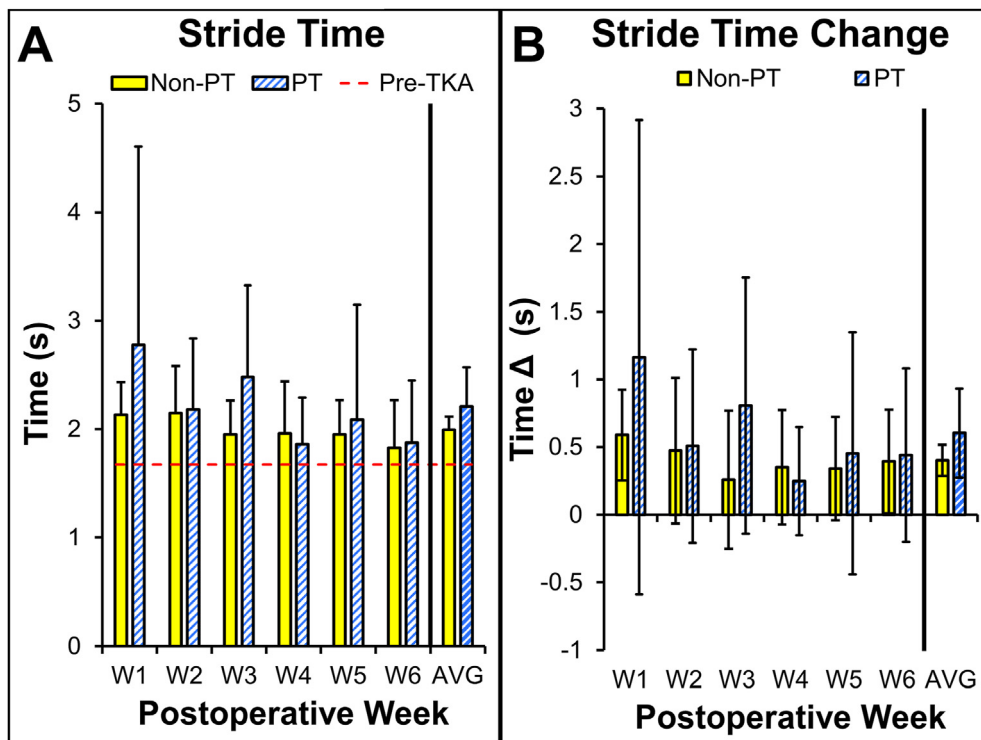 A Stride Time
Non-PT PT Pre-TKA
5
4
3
2
1
0
Time (s)
W1 W2 W3 W4 W5 W6 AVG
Postoperative Week
B Stride Time Change
Non-PT PT
3
2.5
2
1.5
1
0.5
0
-0.5
-1
Time Δ (s)
W1 W2 W3 W4 W5 W6 AVG
Postoperative Week